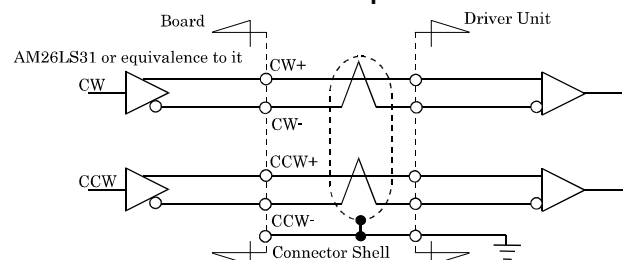 Board
Driver Unit
AM26LS31 or equivalence to it
CW
CW+
CW-
CCW
CCW+
CCW-
Connector Shell